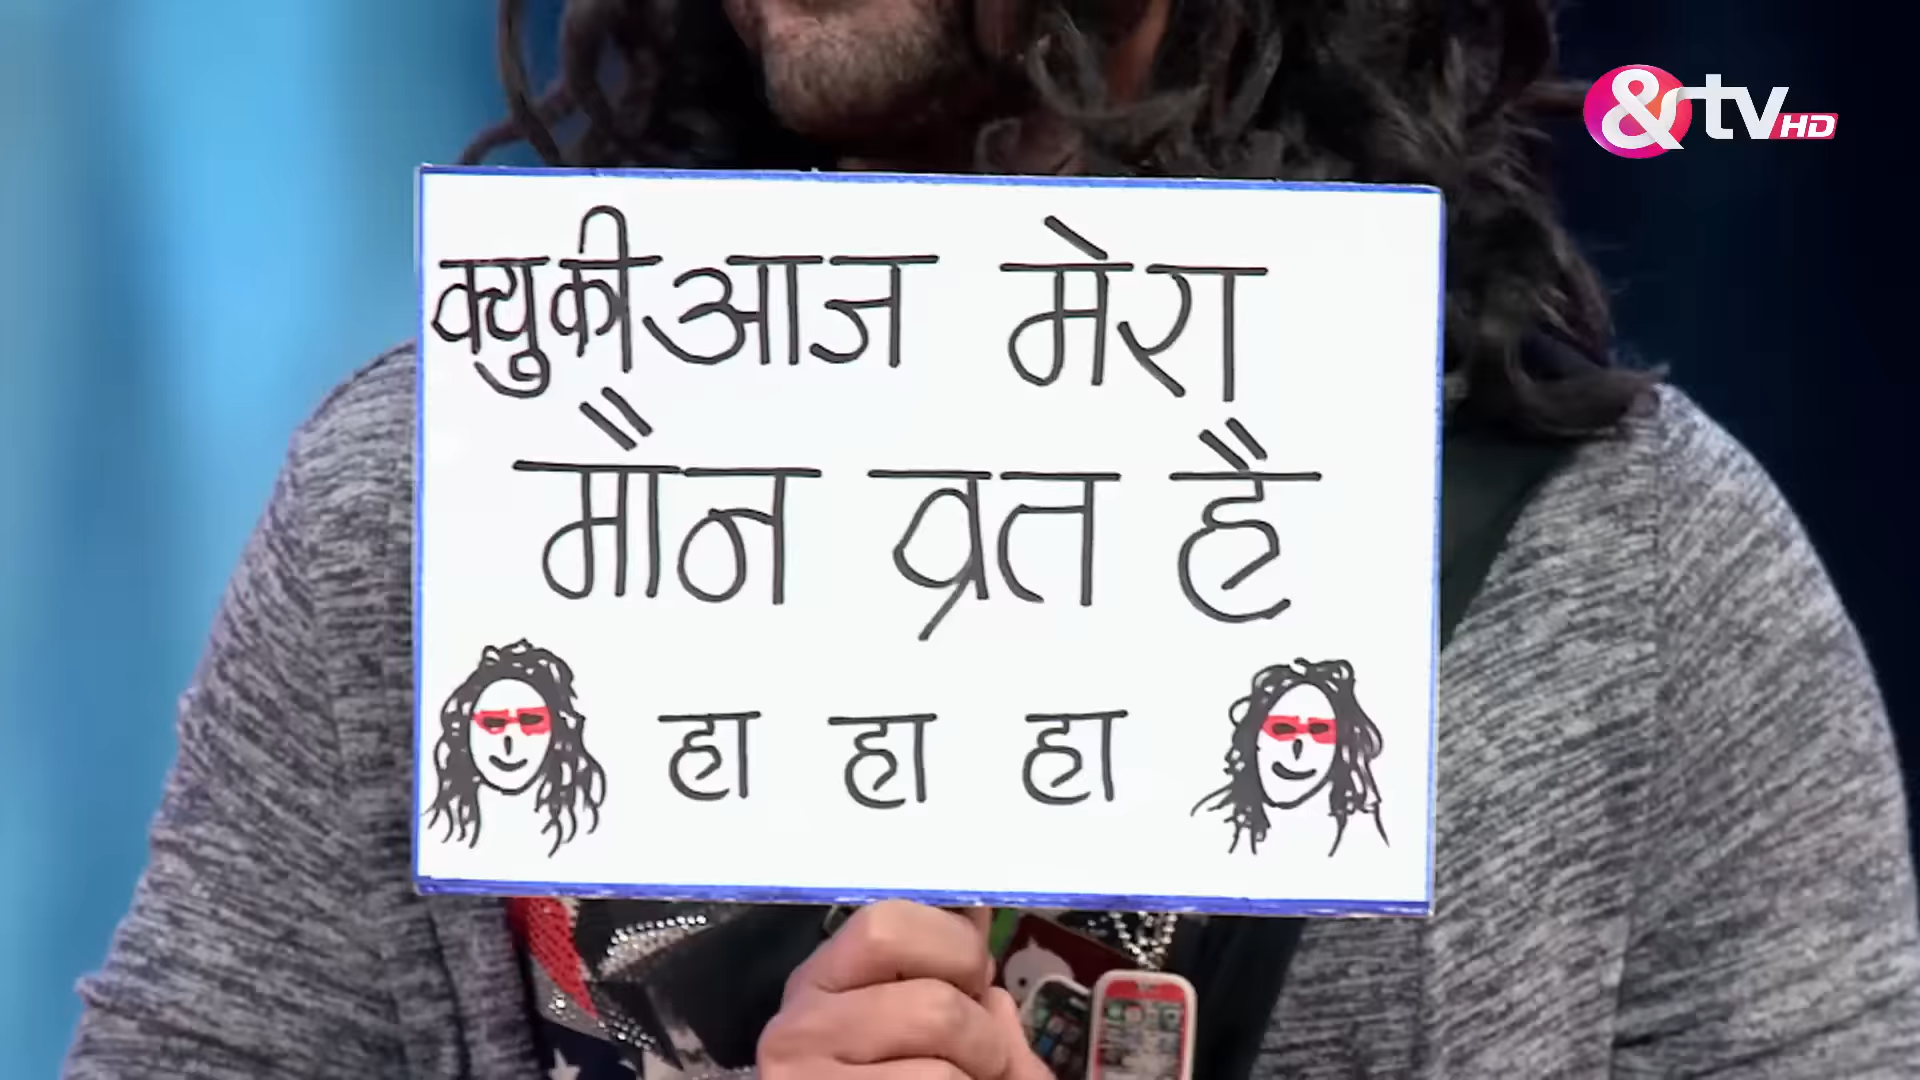 &tv HD
क्युकी आज मेरा
मौन व्रत है
हा हा हा